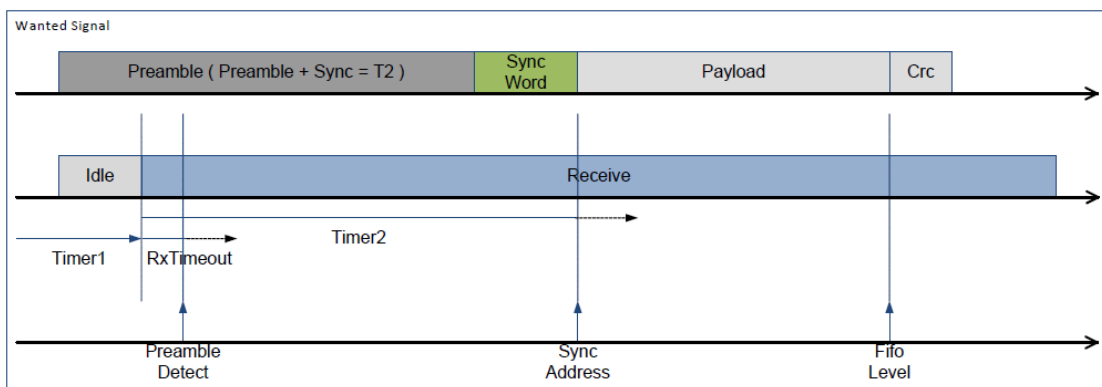 Wanted Signal
Preamble ( Preamble + Sync = T2 )
Sync
Word
Payload
Crc
Idle
Receive
Timer2
Timer1
RxTimeout
Preamble
Detect
Sync
Address
Fifo
Level